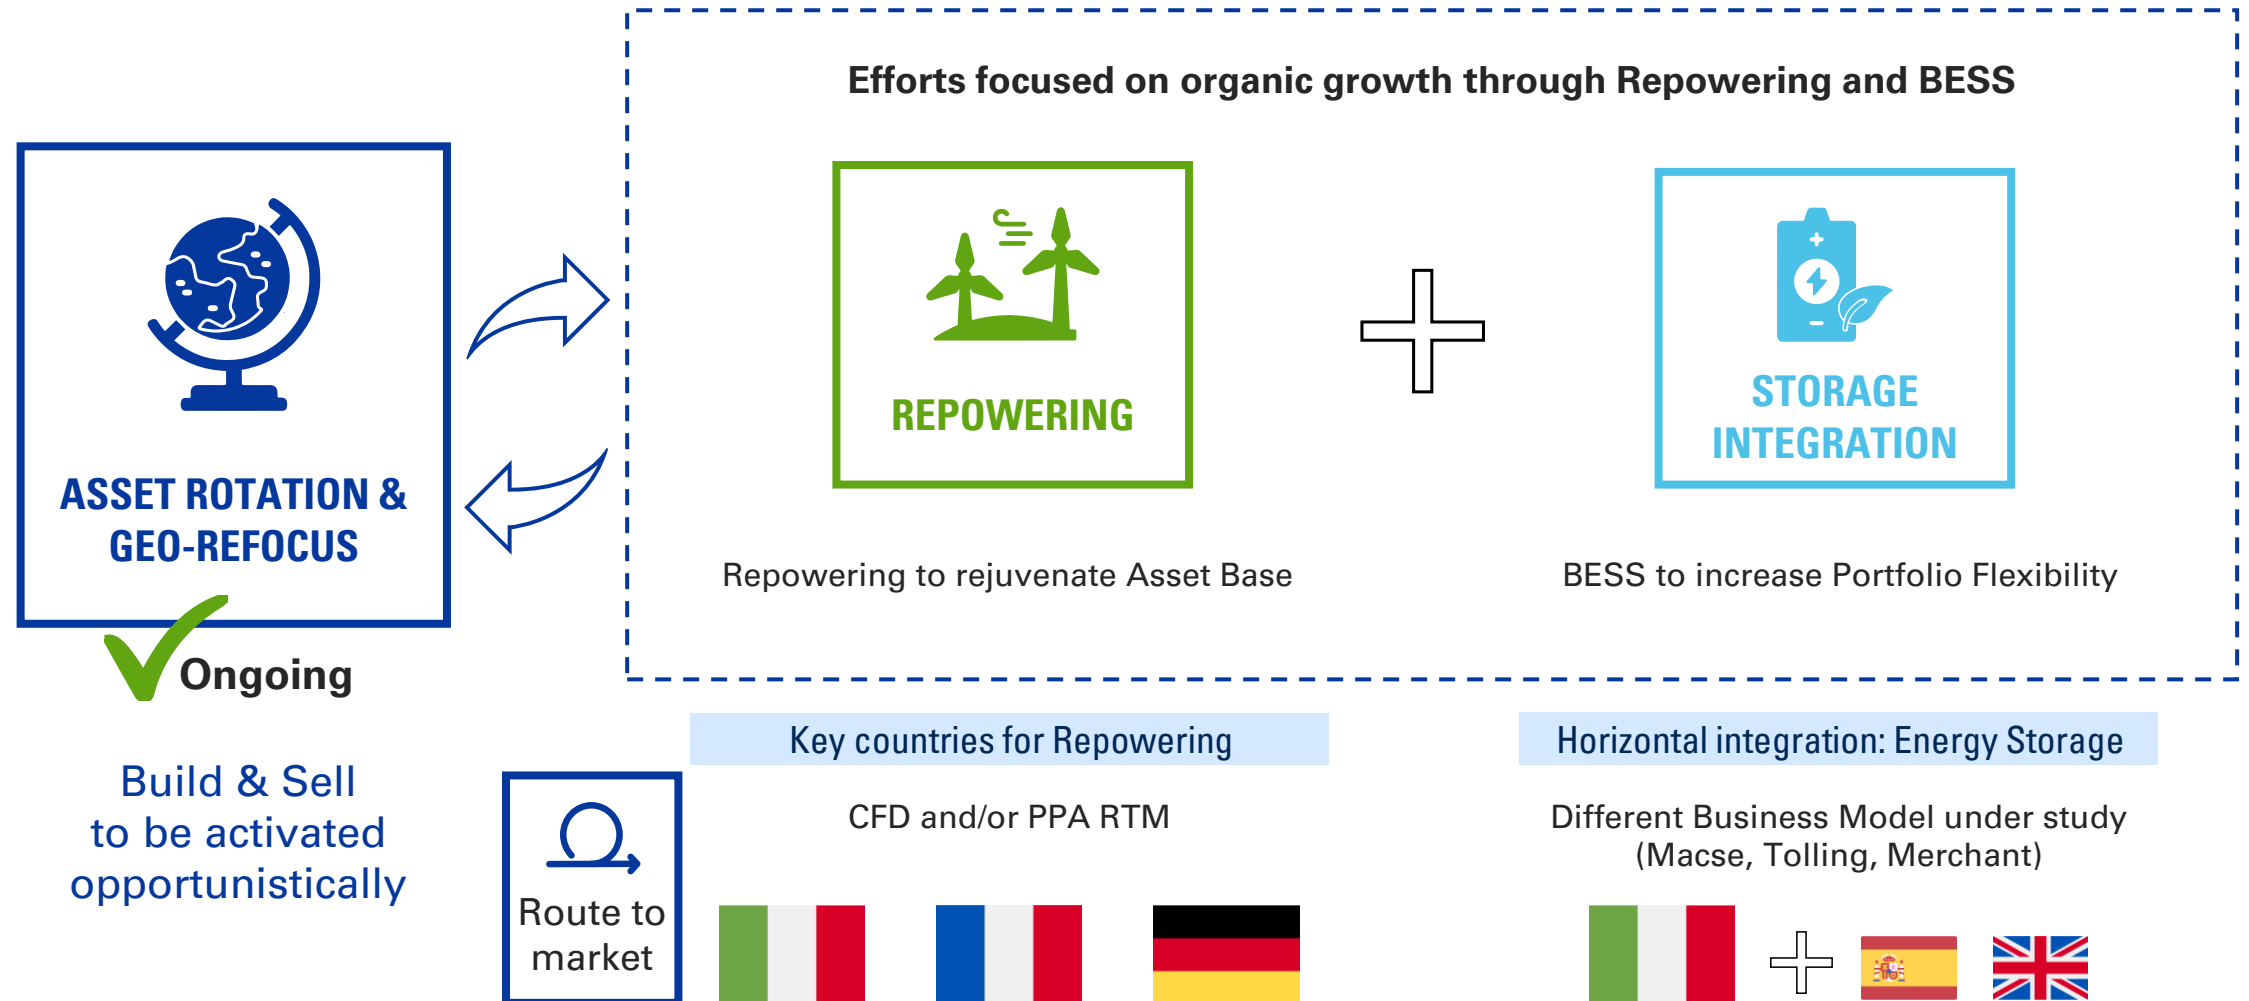 Efforts focused on organic growth through Repowering and BESS
ASSET ROTATION &
GEO-REFOCUS
REPOWERING
STORAGE
INTEGRATION
Repowering to rejuvenate Asset Base
BESS to increase Portfolio Flexibility
Ongoing
Build & Sell
to be activated
opportunistically
Route to
market
Key countries for Repowering
CFD and/or PPA RTM
Horizontal integration: Energy Storage
Different Business Model under study
(Macse, Tolling, Merchant)